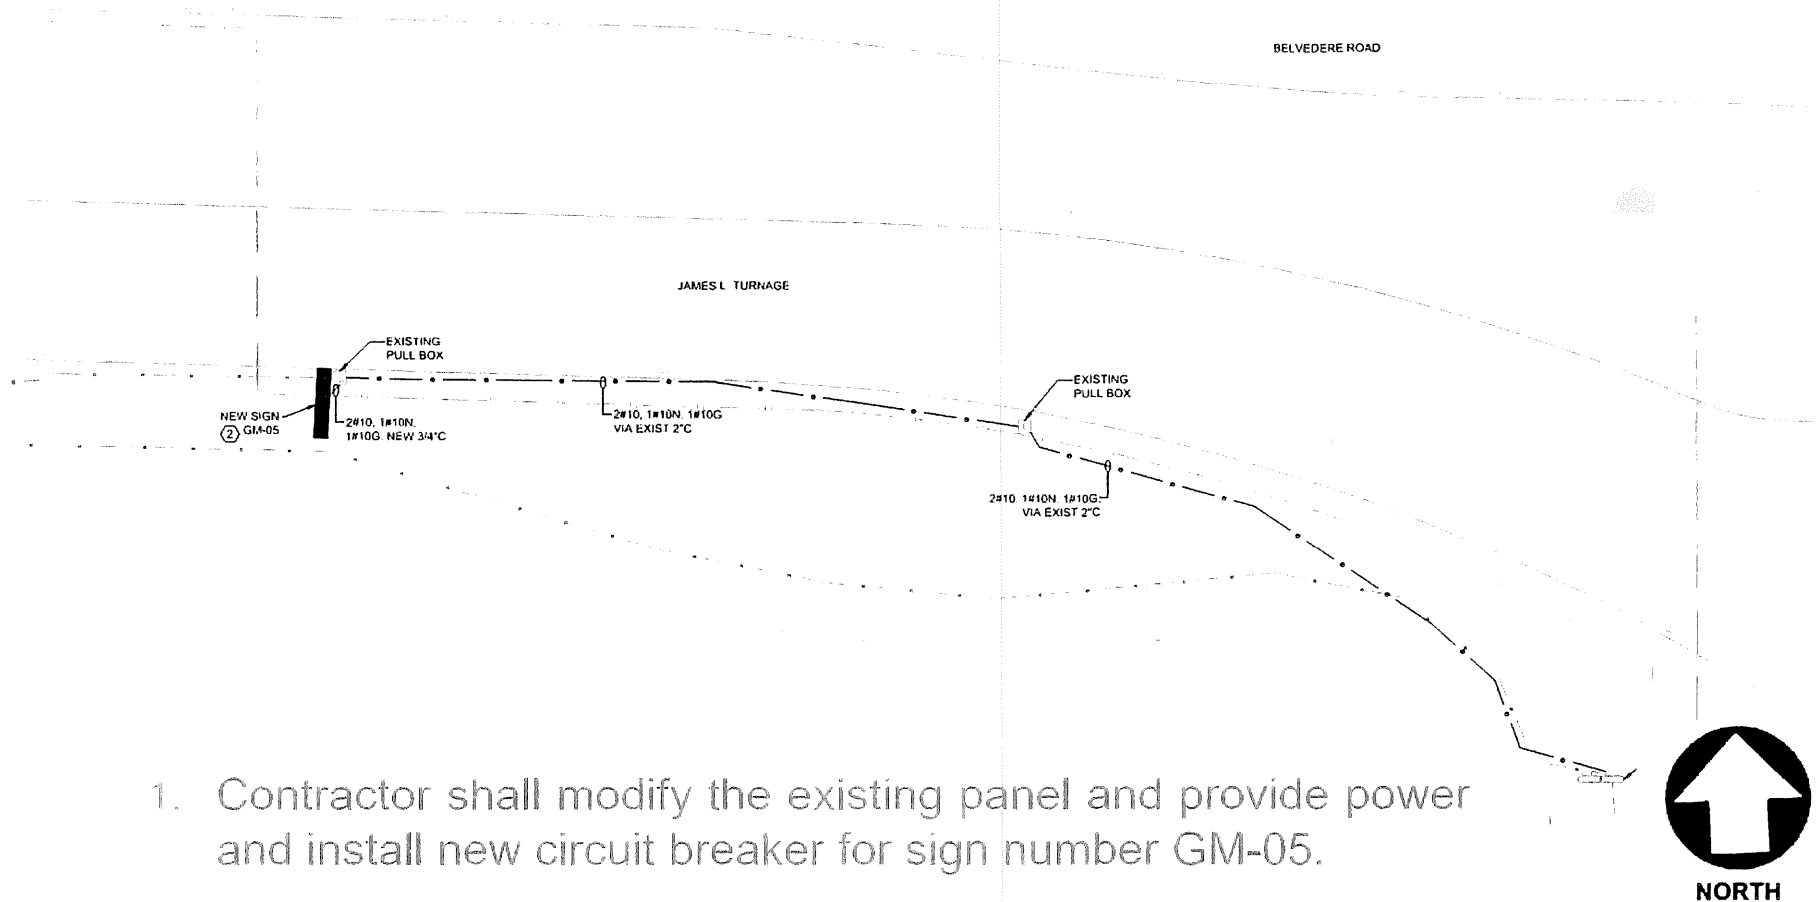 BELVEDERE ROAD
JAMES L TURNAGE
EXISTING
PULL BOX
EXISTING
PULL BOX
NEW SIGN
2 GM-05
2#10, 1#10N,
1#10G. NEW 3/4"C
2#10, 1#10N. 1#10G
VIA EXIST 2"C
2#10. 1#10N. 1#10G.
VIA EXIST 2"C
1. Contractor shall modify the existing panel and provide power
and install new circuit breaker for sign number GM-05.
NORTH